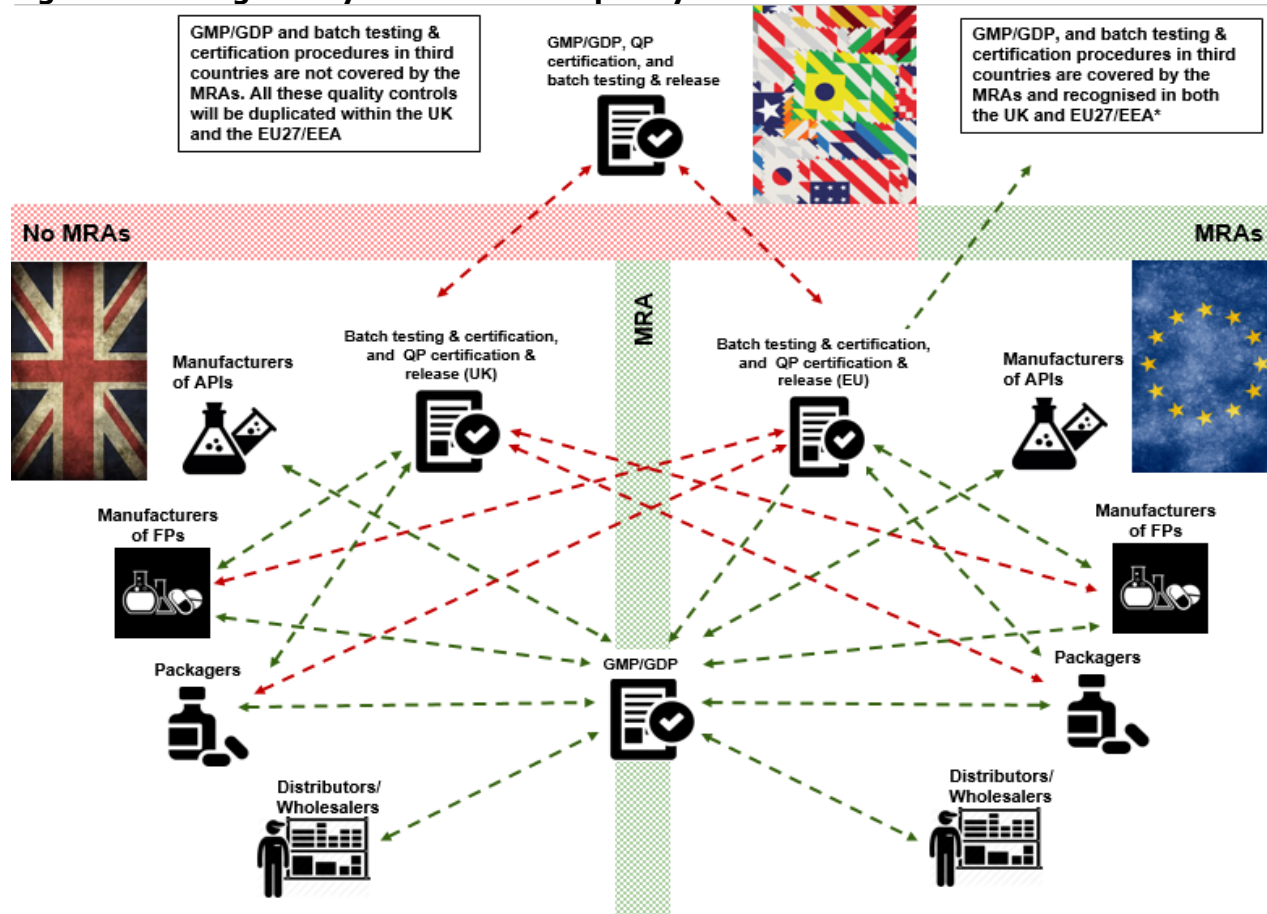 GMP/GDP and batch testing &
certification procedures in third
countries are not covered by the
MRAs. All these quality controls
will be duplicated within the UK
and the EU27/EEA
GMP/GDP, QP
certification, and
batch testing & release
GMP/GDP, and batch testing &
certification procedures in third
countries are covered by the
MRAs and recognised in both
the UK and EU27/EEA*
No MRAs
MRAs
MRA
Batch testing & certification,
and QP certification &
release (UK)
Batch testing & certification,
and QP certification &
release (EU)
Manufacturers
of APIs
Manufacturers
of APIs
Manufacturers
of FPs
Manufacturers
of FPs
Packagers
GMP/GDP
Packagers
Distributors/
Wholesalers
Distributors/
Wholesalers